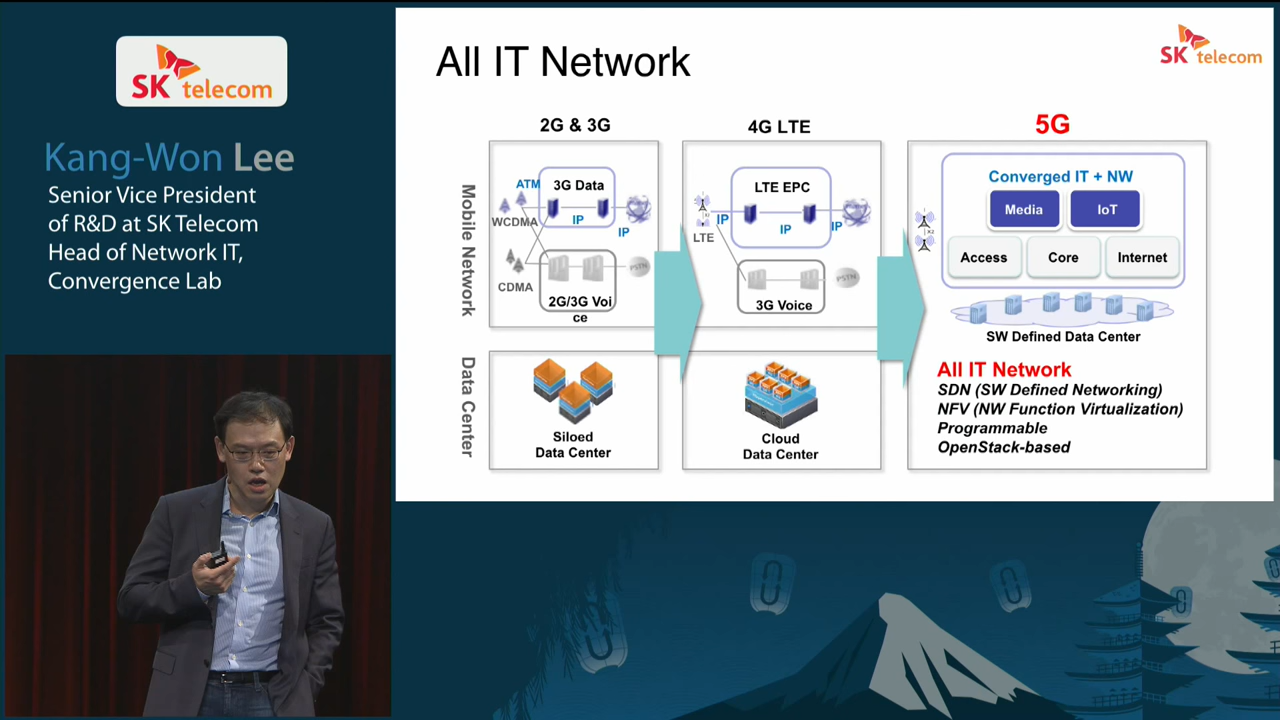 SK telecom
Kang-Won Lee
Senior Vice President
of R&D at SK Telecom
Head of Network IT,
Convergence Lab
All IT Network
SK telecom
2G & 3G
4G LTE
5G
Mobile Network
ATM
3G Data
WCDMA
IP
IP
CDMA
PSTN
2G/3G Voi
ce
LTE EPC
IP
IP
IP
LTE
PSTN
3G Voice
Converged IT + NW
Media
IoT
Access
Core
Internet
x2
SW Defined Data Center
Data Center
Siloed
Data Center
Cloud
Data Center
All IT Network
SDN (SW Defined Networking)
NFV (NW Function Virtualization)
Programmable
OpenStack-based